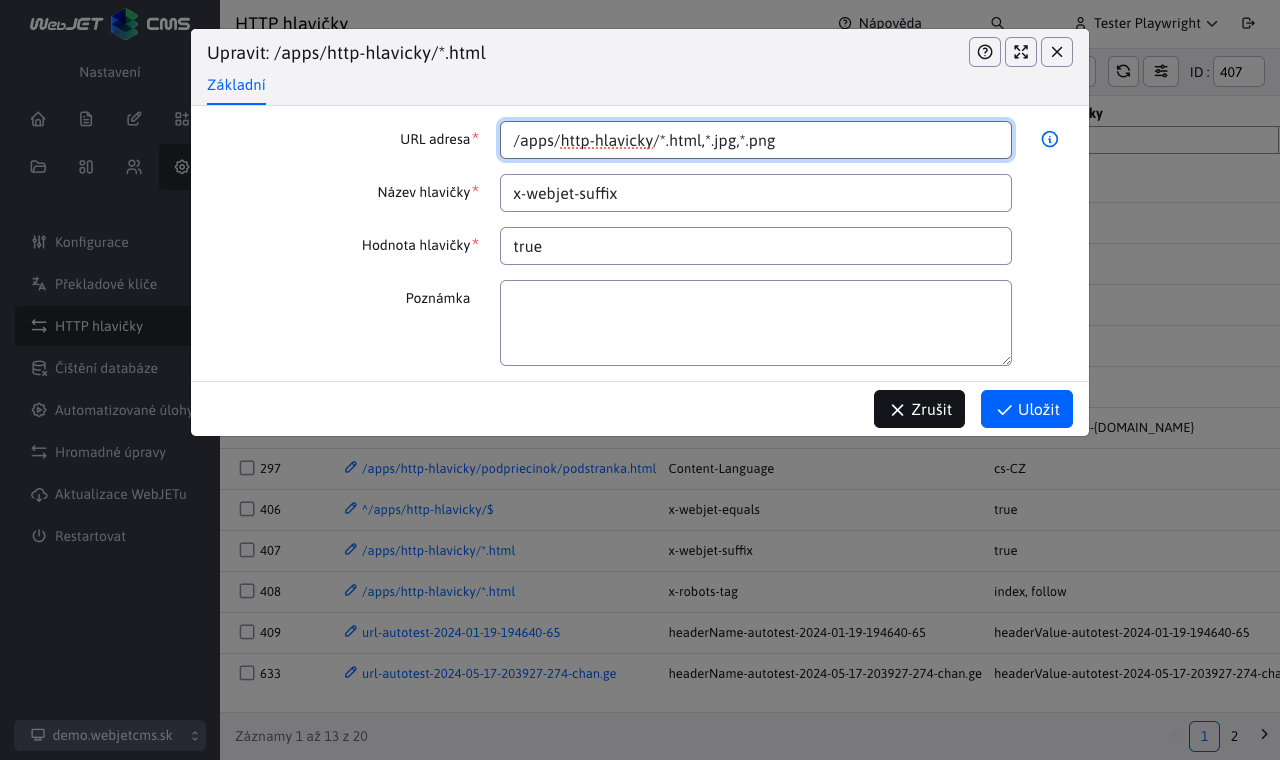 WebJET CMS
HTTP hlavičky
Nápověda
Tester Playwright
Nastavení
ID : 407
Upravit: /apps/http-hlavicky/*.html
Základní
URL adresa*
/apps/http-hlavicky/*.html,*.jpg,*.png
Název hlavičky*
x-webjet-suffix
Hodnota hlavičky*
true
Poznámka
Zrušit
Uložit
Konfigurace
Překladové klíče
HTTP hlavičky
Čištění databáze
Automatizované úlohy
Hromadné úpravy
Aktualizace WebJETu
Restartovat
demo.webjetcms.sk
-{DOMAIN_NAME}
297 /apps/http-hlavicky/podpriecinok/podstranka.html Content-Language cs-CZ
406 ^/apps/http-hlavicky/$ x-webjet-equals true
407 /apps/http-hlavicky/*.html x-webjet-suffix true
408 /apps/http-hlavicky/*.html x-robots-tag index, follow
409 url-autotest-2024-01-19-194640-65 headerName-autotest-2024-01-19-194640-65 headerValue-autotest-2024-01-19-194640-65
633 url-autotest-2024-05-17-203927-274-chan.ge headerName-autotest-2024-05-17-203927-274-chan.ge headerValue-autotest-2024-05-17-203927-274-cha
Záznamy 1 až 13 z 20
1 2